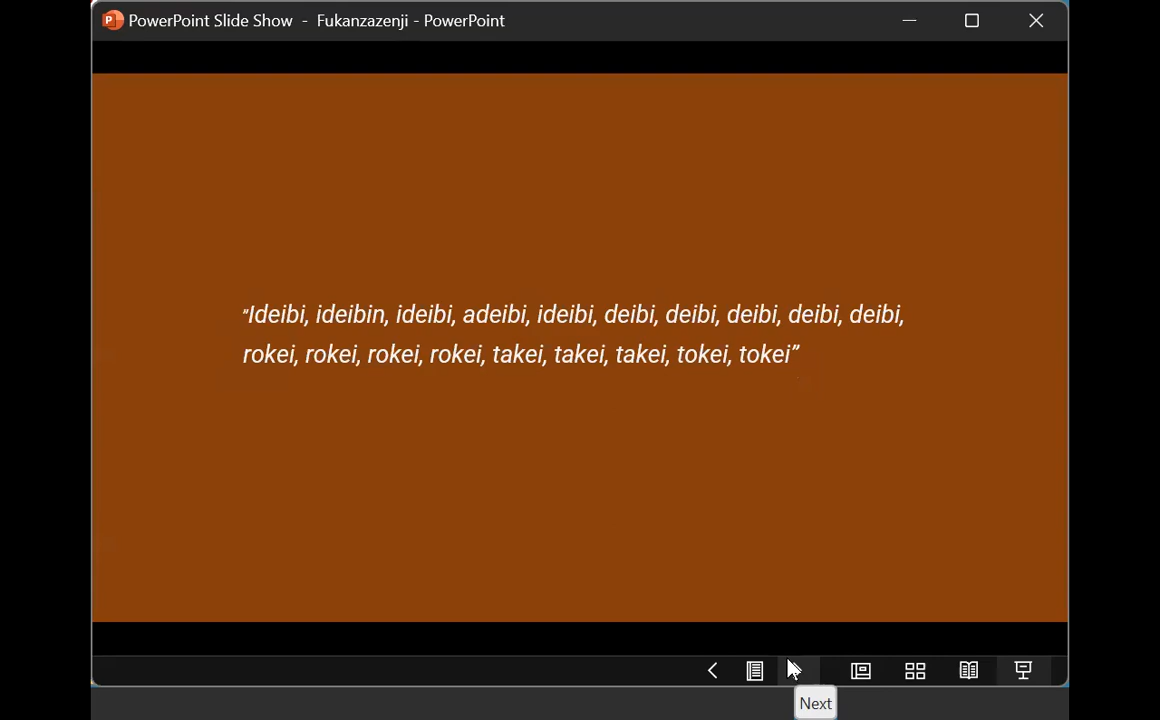 PowerPoint Slide Show - Fukanzazenji - PowerPoint
"Ideibi, ideibin, ideibi, adeibi, ideibi, deibi, deibi, deibi, deibi, deibi,
rokei, rokei, rokei, rokei, takei, takei, takei, tokei, tokei”
Next